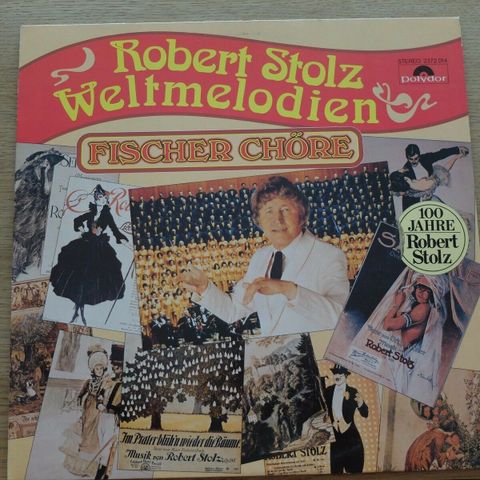 Robert Stolz
Weltmelodien
STEREO 2372 014
Polydor
FISCHER CHÖRE
100
JAHRE
Robert
Stolz
Robert Stolz
Im Prater blüh'n wieder die Bäume
Musik von Robert Stolz
ROBERT STOLZ